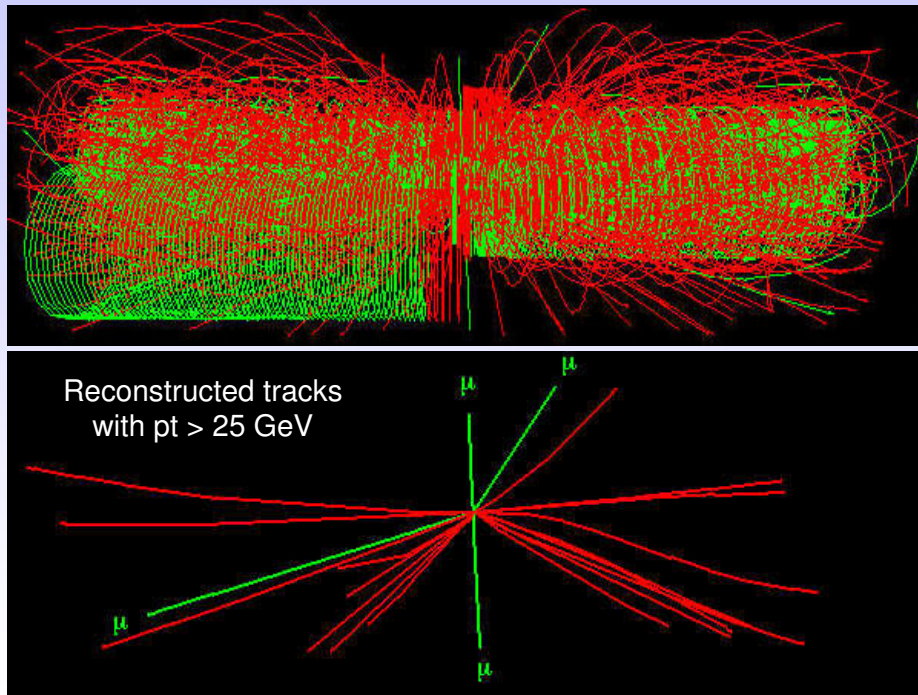 Reconstructed tracks
with pt > 25 GeV
μ
μ
μ
μ